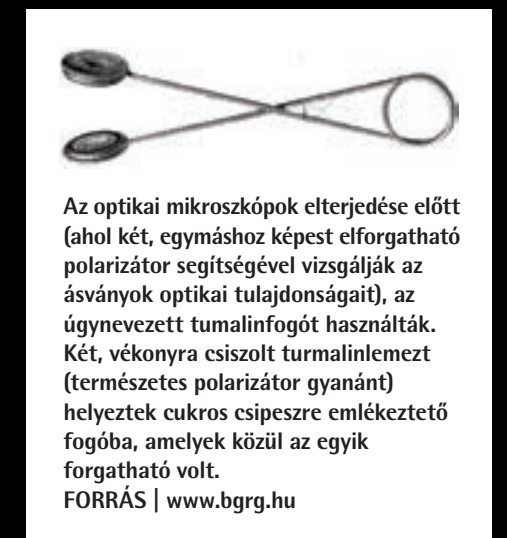 Az optikai mikroszkópok elterjedése előtt
(ahol két, egymáshoz képest elforgatható
polarizátor segítségével vizsgálják az
ásványok optikai tulajdonságait), az
úgynevezett tumalinfogót használták.
Két, vékonyra csiszolt turmalinlemezt
(természetes polarizátor gyanánt)
helyeztek cukros csipeszre emlékeztető
fogóba, amelyek közül az egyik
forgatható volt.
FORRÁS | www.bgrg.hu